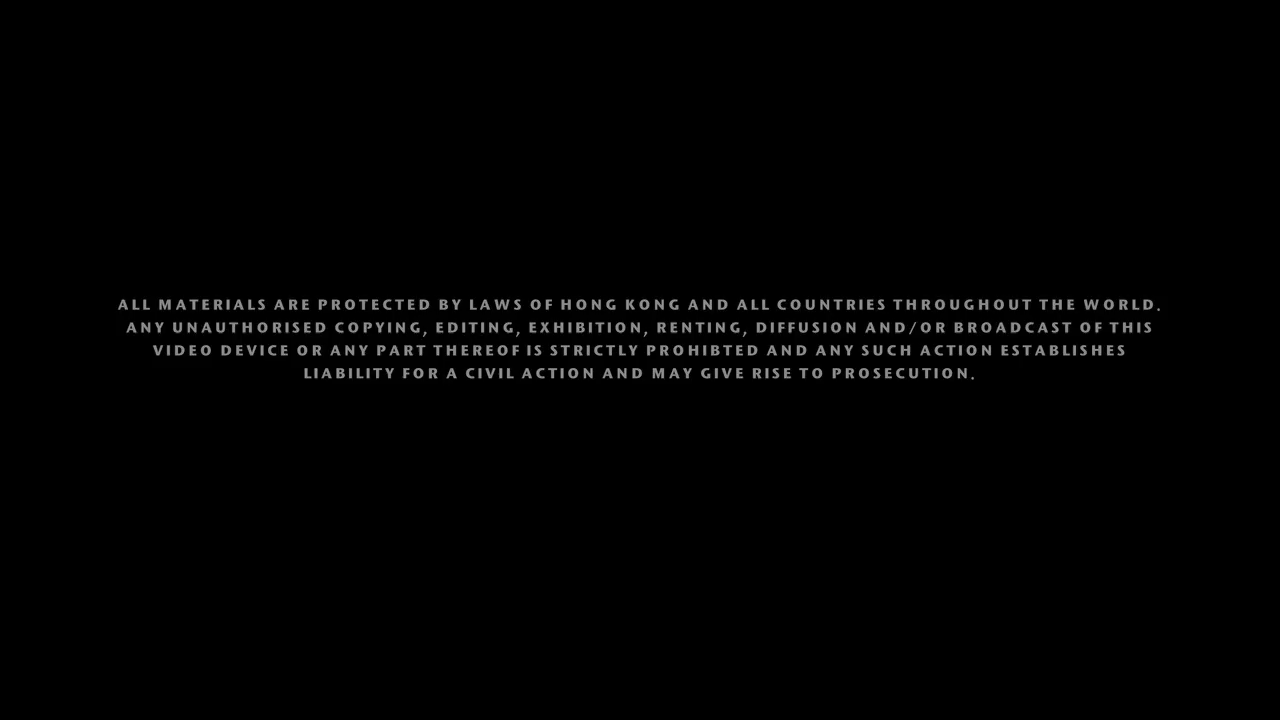 ALL MATERIALS ARE PROTECTED BY LAWS OF HONG KONG AND ALL COUNTRIES THROUGHOUT THE WORLD.
ANY UNAUTHORISED COPYING, EDITING, EXHIBITION, RENTING, DIFFUSION AND/OR BROADCAST OF THIS
VIDEO DEVICE OR ANY PART THEREOF IS STRICTLY PROHIBTED AND ANY SUCH ACTION ESTABLISHES
LIABILITY FOR A CIVIL ACTION AND MAY GIVE RISE TO PROSECUTION.